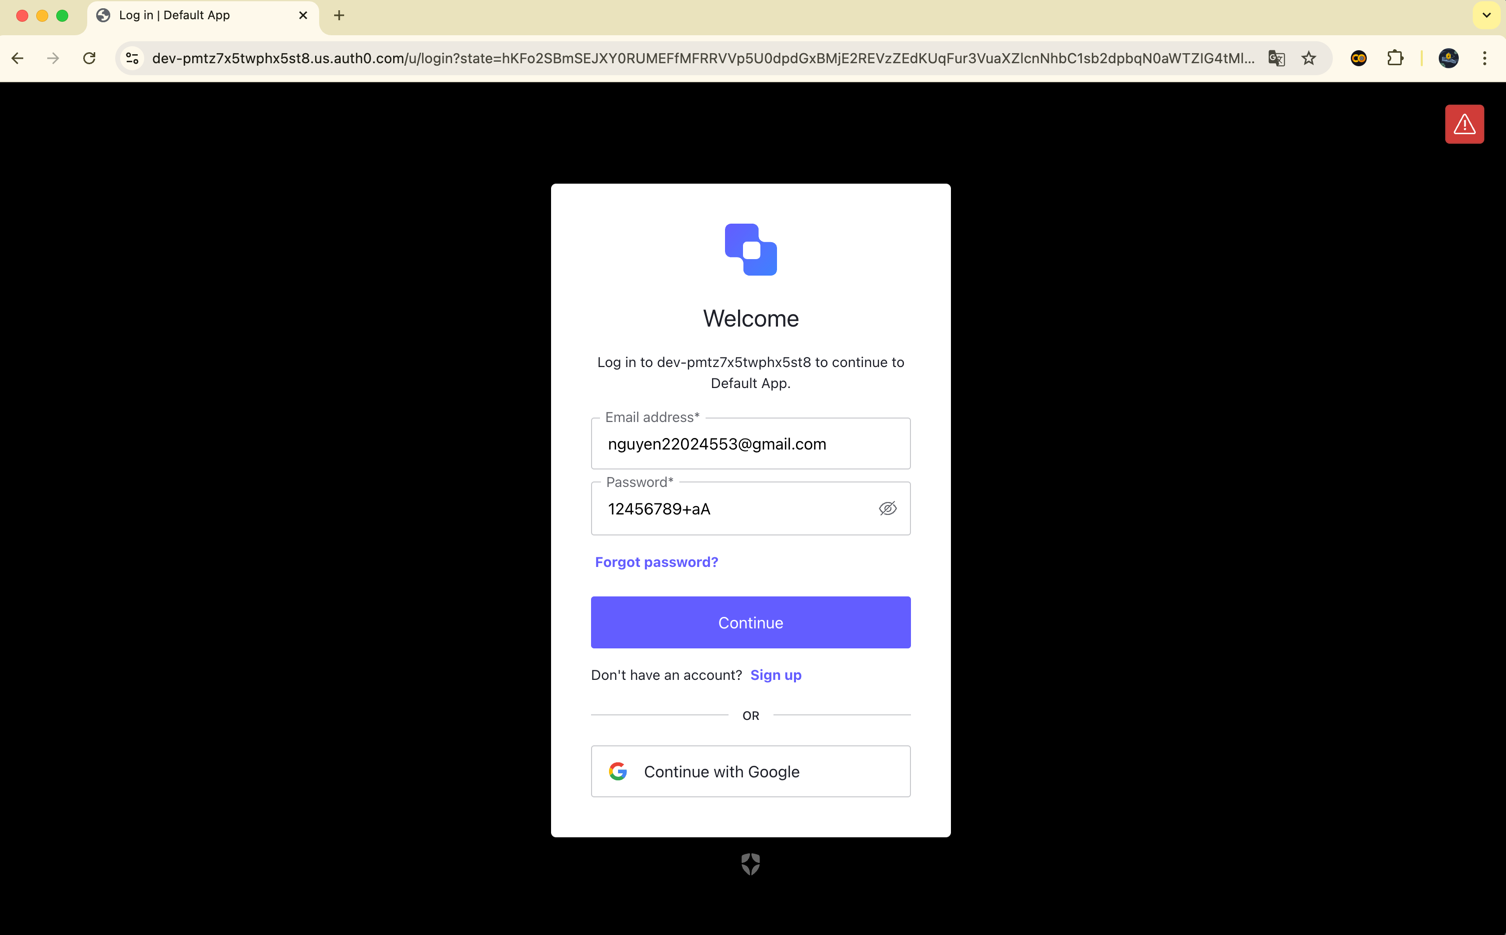 Log in | Default App
dev-pmtz7x5twphx5st8.us.auth0.com/u/login?state=hKFo2SBmSEJXY0RUMEFfMFRRVVp5U0dpdGxBMjE2REVzZEdKUqFur3VuaXZlcnNhbC1sb2dpbqN0aWTZIG4tMl...
Welcome
Log in to dev-pmtz7x5twphx5st8 to continue to
Default App.
Email address*
nguyen22024553@gmail.com
Password*
12456789+aA
Forgot password?
Continue
Don't have an account? Sign up
OR
Continue with Google